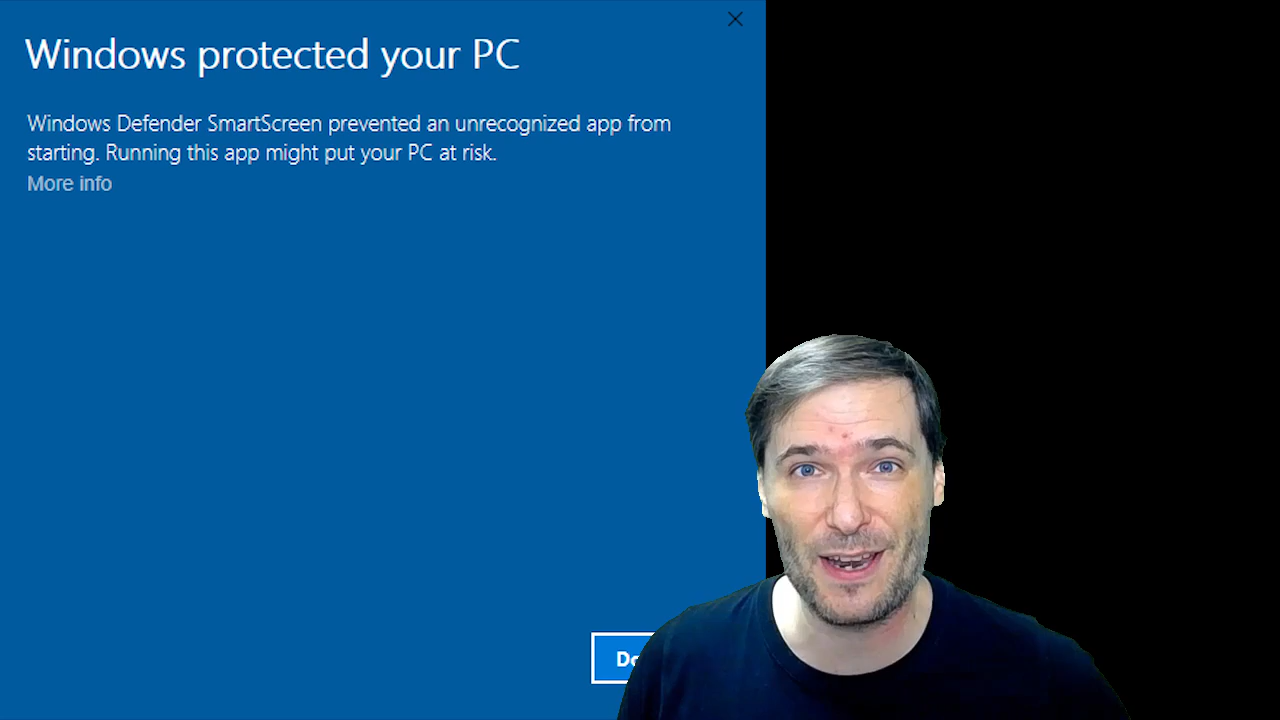 Windows protected your PC
Windows Defender SmartScreen prevented an unrecognized app from
starting. Running this app might put your PC at risk.
More info